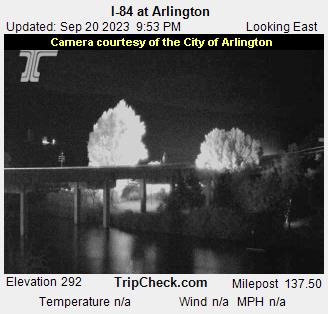 I-84 at Arlington
Updated: Sep 20 2023 9:53 PM Looking East
Camera courtesy of the City of Arlington
Elevation 292 TripCheck.com Milepost 137.50
Temperature n/a Wind n/a MPH n/a